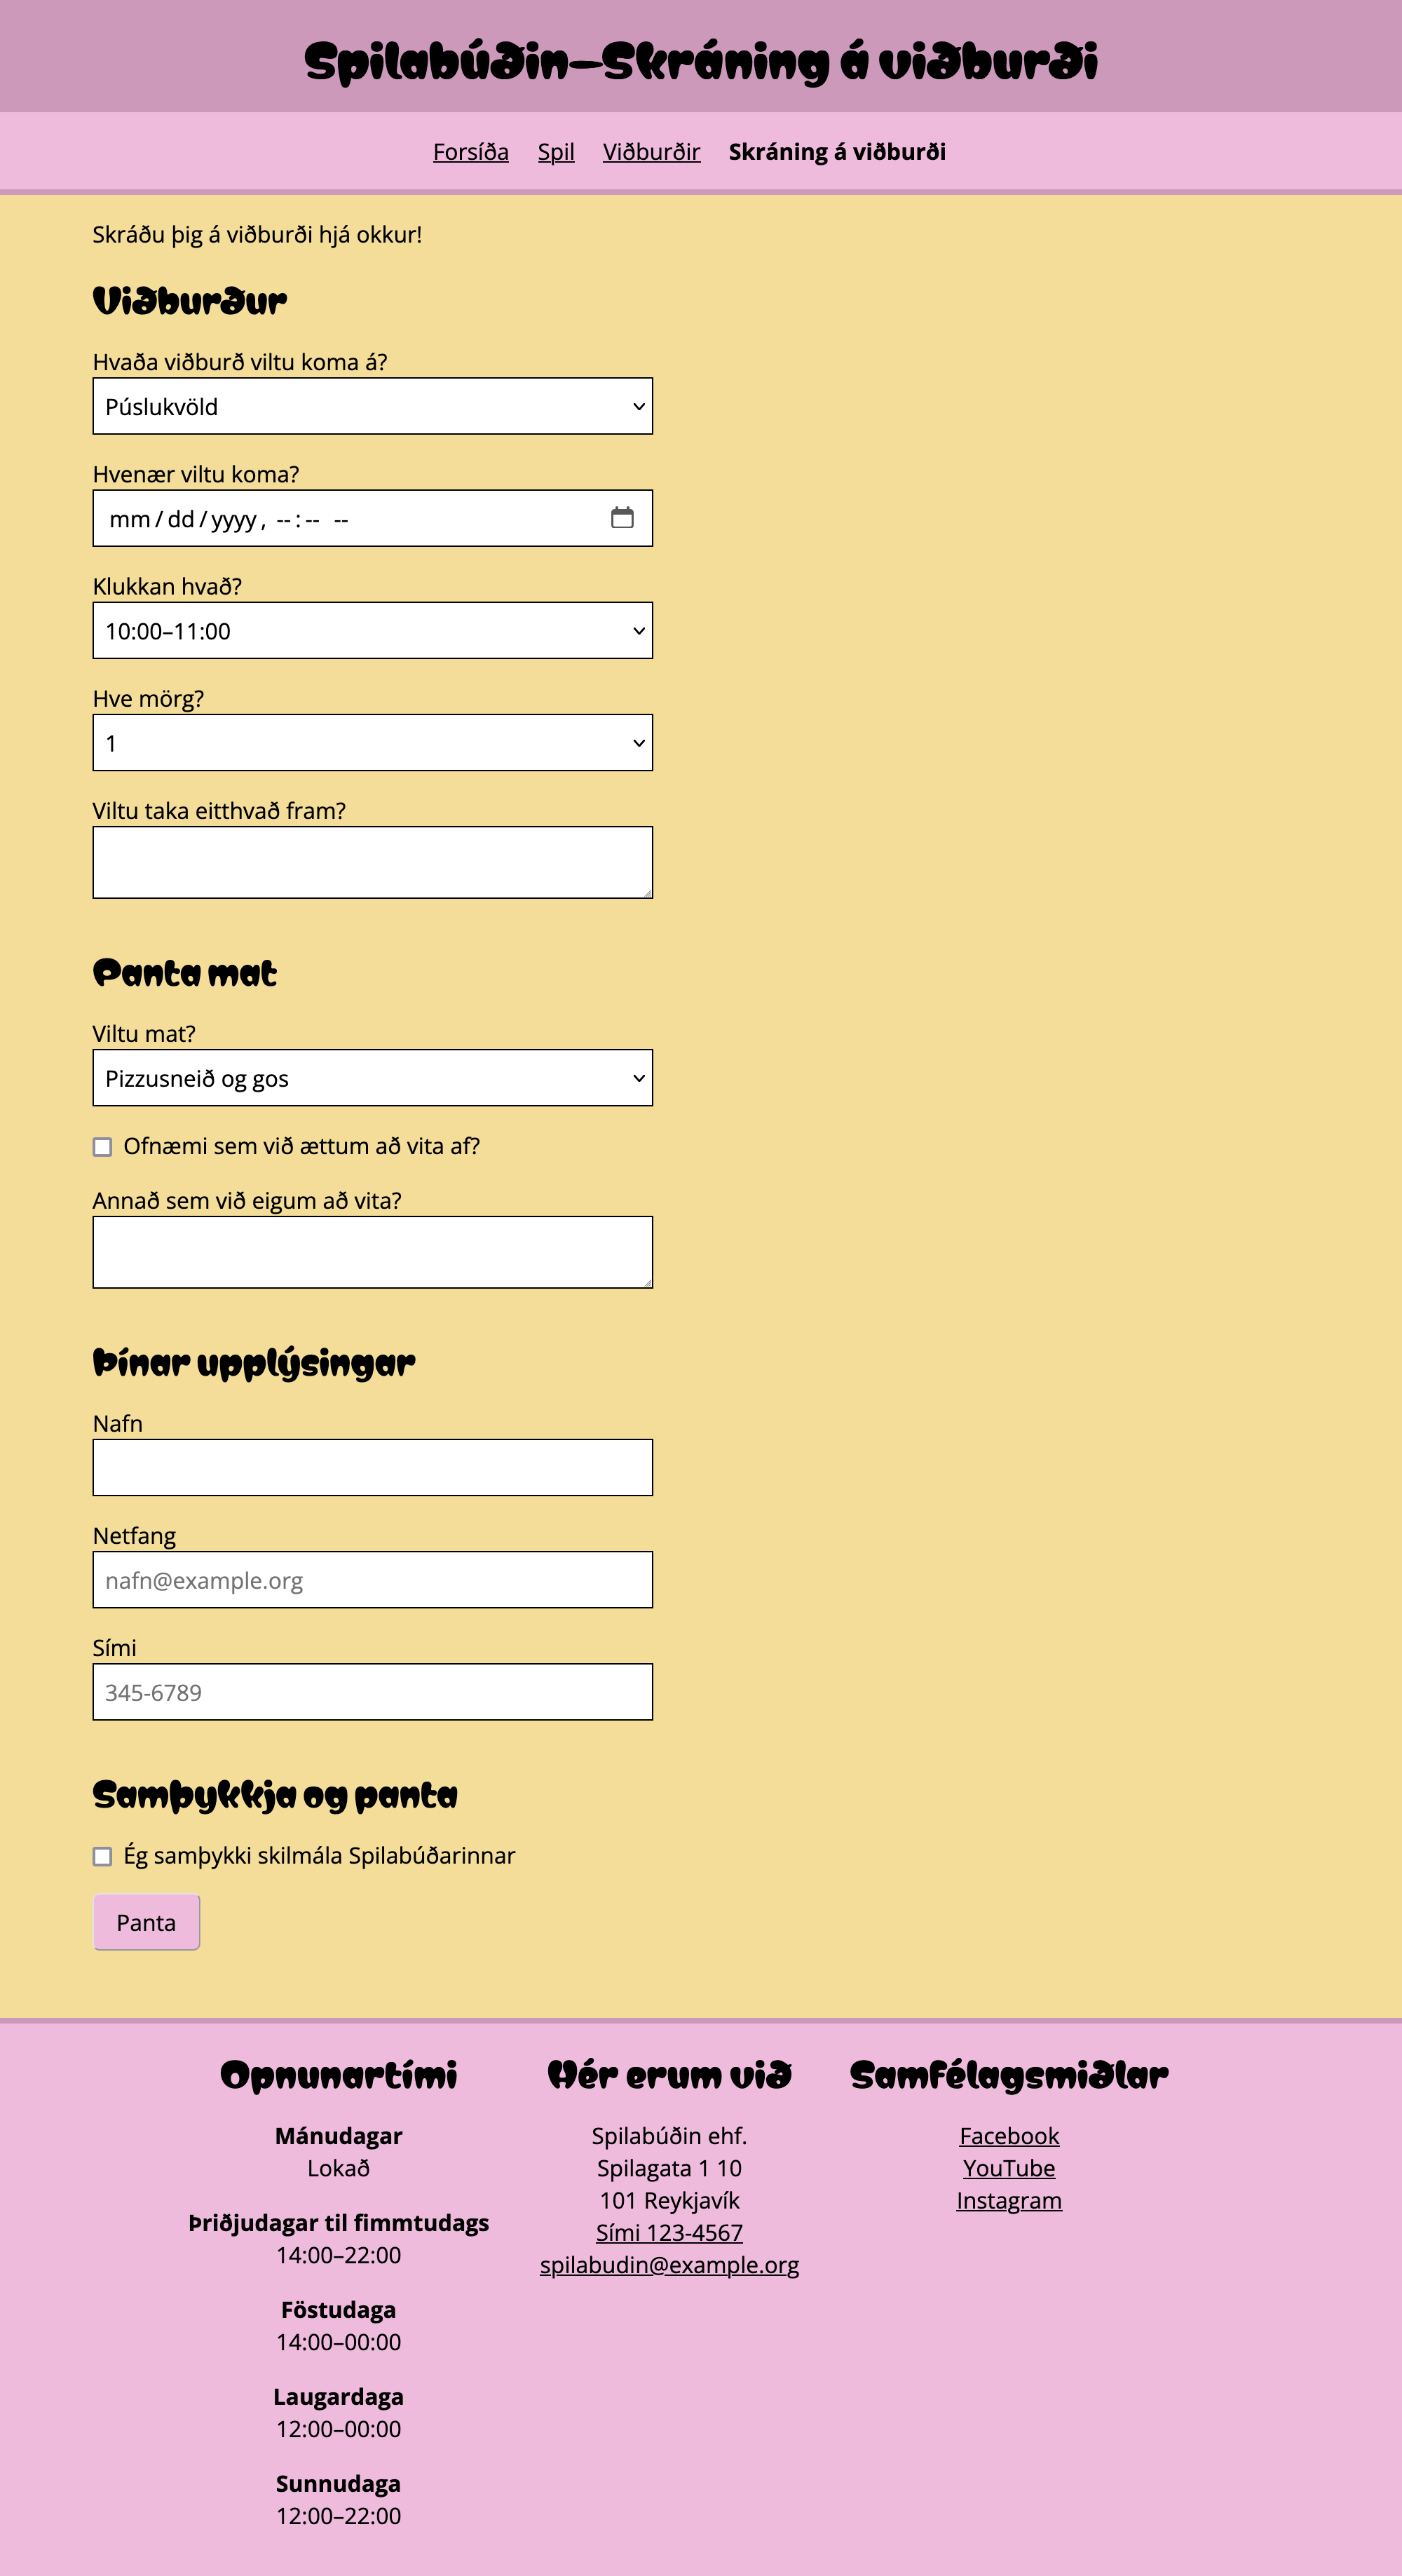 Spilabúðin—Skráning á viðburði
Forsíða Spil Viðburðir Skráning á viðburði
Skráðu þig á viðburði hjá okkur!
Viðburður
Hvaða viðburð viltu koma á?
Púslukvöld
Hvenær viltu koma?
mm/dd/yyyy, --:-- --
Klukkan hvað?
10:00–11:00
Hve mörg?
1
Viltu taka eitthvað fram?
Panta mat
Viltu mat?
Pizzusneið og gos
Ofnæmi sem við ættum að vita af?
Annað sem við eigum að vita?
Þínar upplýsingar
Nafn
Netfang
nafn@example.org
Sími
345-6789
Samþykkja og panta
Ég samþykki skilmála Spilabúðarinnar
Panta
Opnunartími
Mánudagar
Lokað
Þriðjudagar til fimmtudags
14:00–22:00
Föstudaga
14:00–00:00
Laugardaga
12:00–00:00
Sunnudaga
12:00–22:00
Hér erum við
Spilabúðin ehf.
Spilagata 1 10
101 Reykjavík
Sími 123-4567
spilabudin@example.org
Samfélagsmiðlar
Facebook
YouTube
Instagram